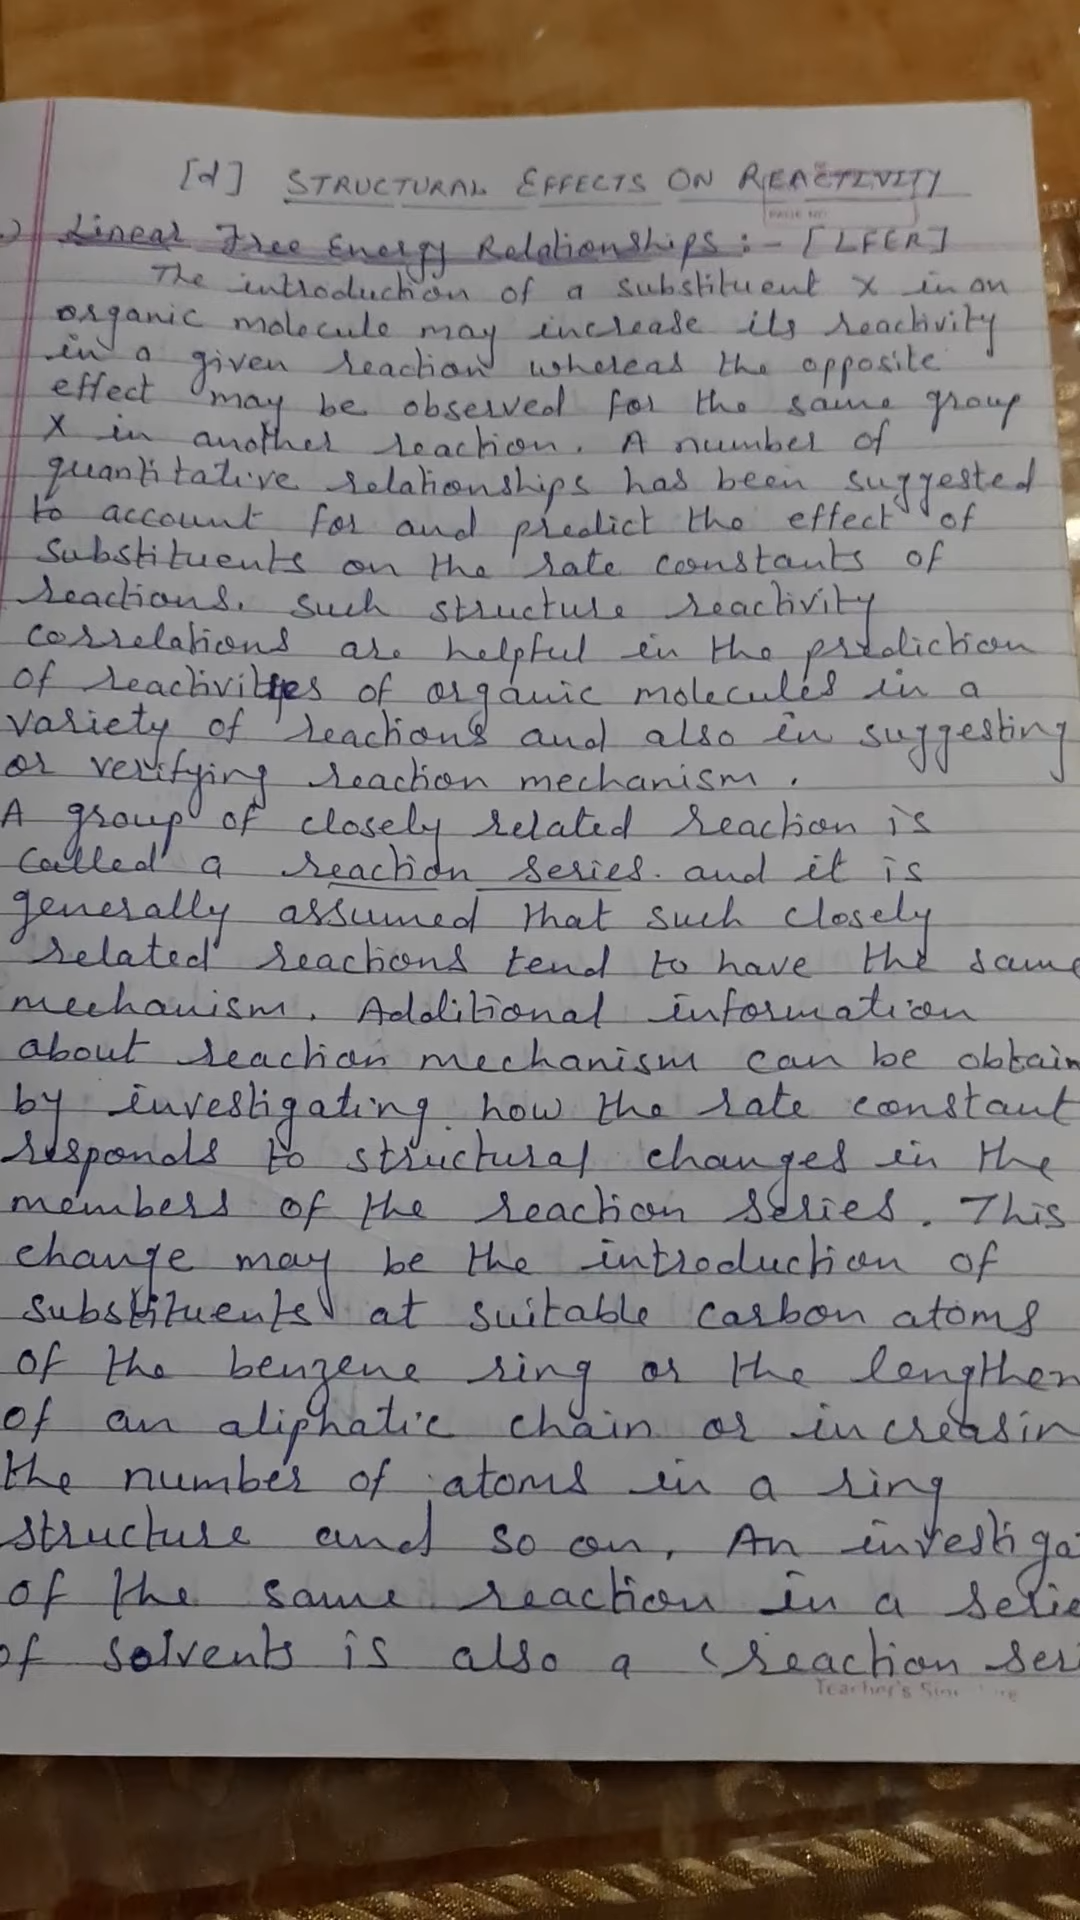 [d] STRUCTURAL EFFECTS ON REACTIVITY
PAGE NO
.) Linear Free Energy Relationships :- [LFER]
The introduction of a substituent X in an
organic molecule may increase its reactivity
in a given reaction whereas the opposite
effect may be observed for the same group
X in another reaction. A number of
quantitative relationships has been suggested
to account for and predict the effect of
substituents on the rate constants of
reactions. Such structure reactivity
correlations are helpful in the prediction
of reactivities of organic molecules in a
variety of reactions and also in suggesting
or verifying reaction mechanism.
A group of closely related reaction is
called a reaction series. and it is
generally assumed that such closely
related reactions tend to have the same
mechanism. Additional information
about reaction mechanism can be obtain
by investigating how the rate constant
responds to structural changes in the
members of the reaction series. This
change may be the introduction of
substituents at suitable carbon atoms
of the benzene ring or the lengthen
of an aliphatic chain or increasin
the number of atoms in a ring
structure and so on. An investiga
of the same reaction in a serie
of solvents is also a (reaction ser
Teacher's